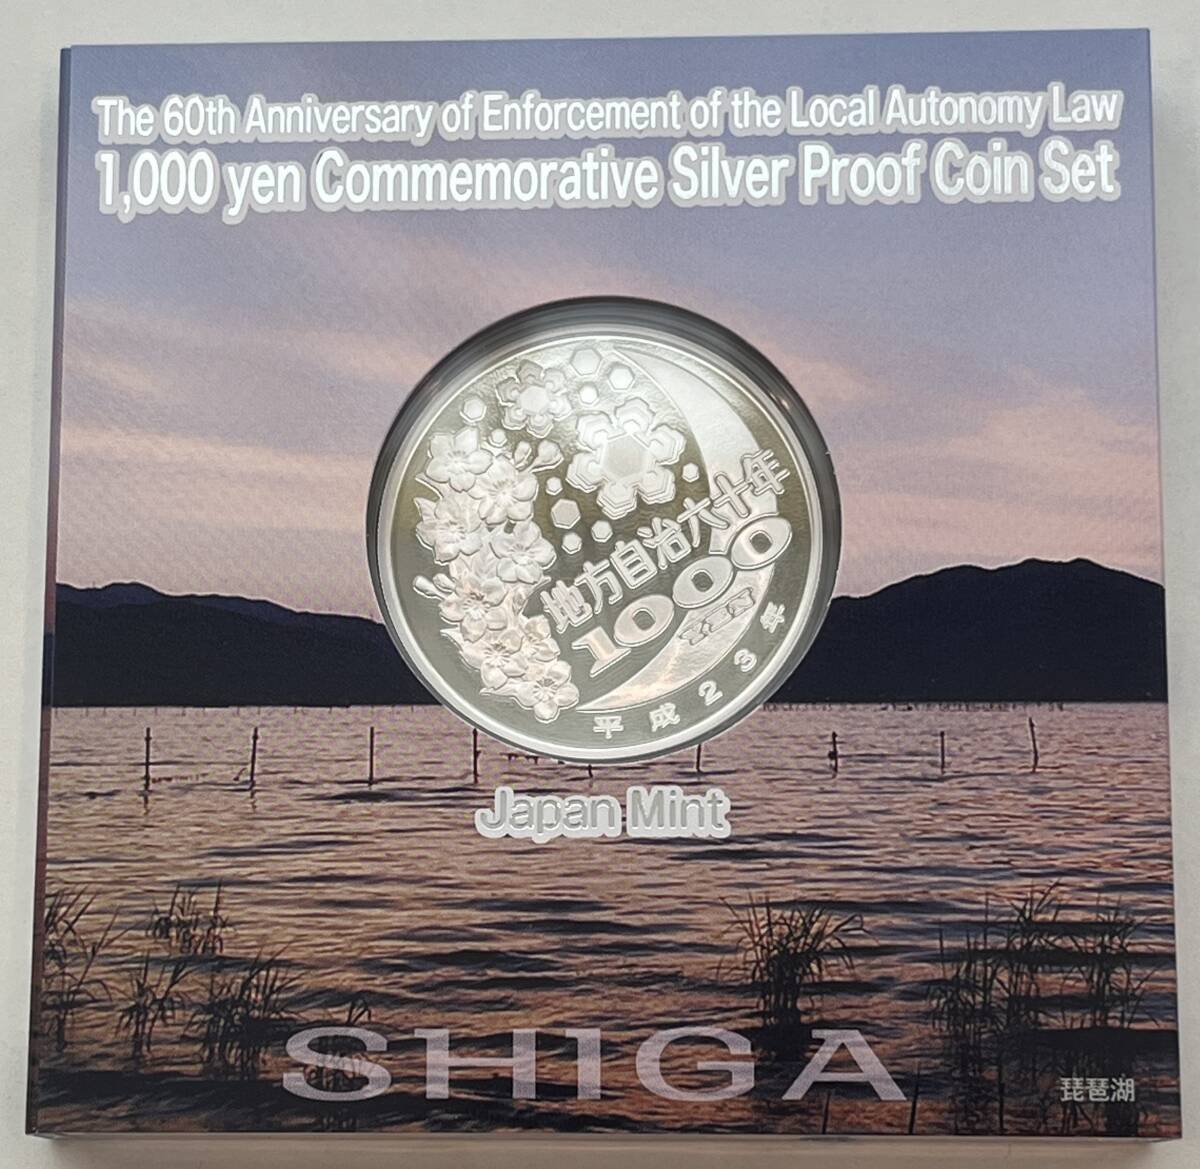 The 60th Anniversary of Enforcement of the Local Autonomy Law
1,000 yen Commemorative Silver Proof Coin Set
地方自治六十年
1000
YEN
平成23年
Japan Mint
SHIGA
琵琶湖